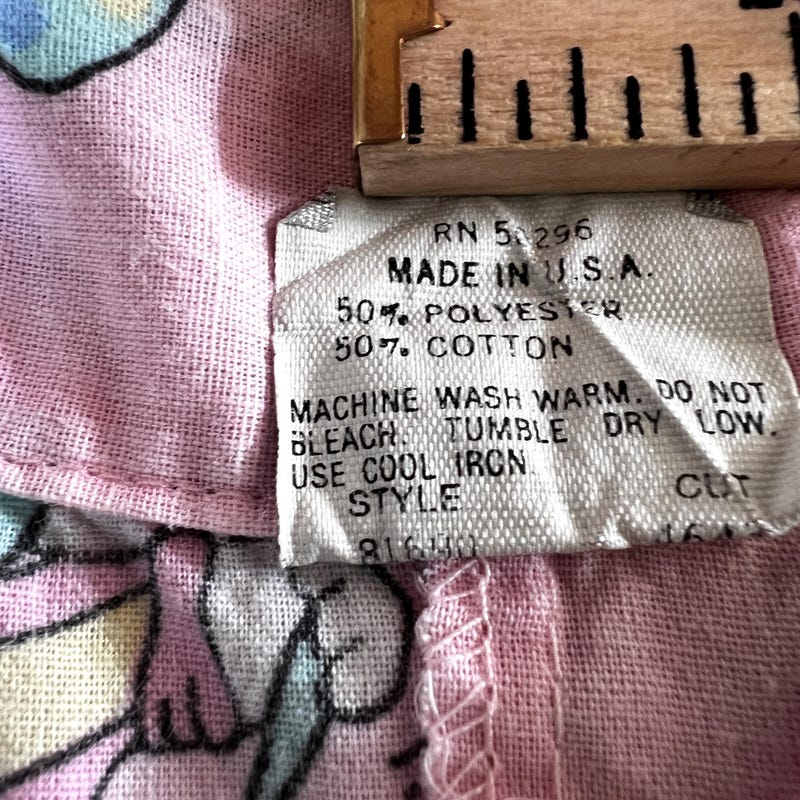 RN
MADE IN U.S.A.
50% POLYESTER
50% COTTON
MACHINE WASH WARM. DO NOT
BLEACH. TUMBLE DRY LOW.
USE COOL IRON
STYLE CUT